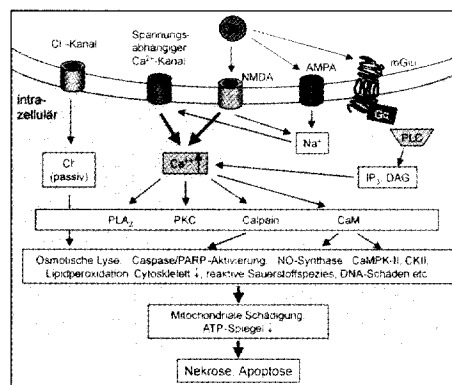 Cl⁻-Kanal
Spannungs-
abhängiger
Ca²⁺-Kanal
NMDA
AMPA
mGlu
Gq
PLC
intra-
zellulär
Cl⁻
(passiv)
Ca²⁺
Na⁺
IP₃, DAG
PLA₂ PKC Calpain CaM
Osmotische Lyse, Caspase/PARP-Aktivierung, NO-Synthase CaMPK-II, CKII,
Lipidperoxidation Cytoskelett ↓, reaktive Sauerstoffspezies, DNA-Schäden etc
Mitochondriale Schädigung,
ATP-Spiegel ↓
Nekrose, Apoptose